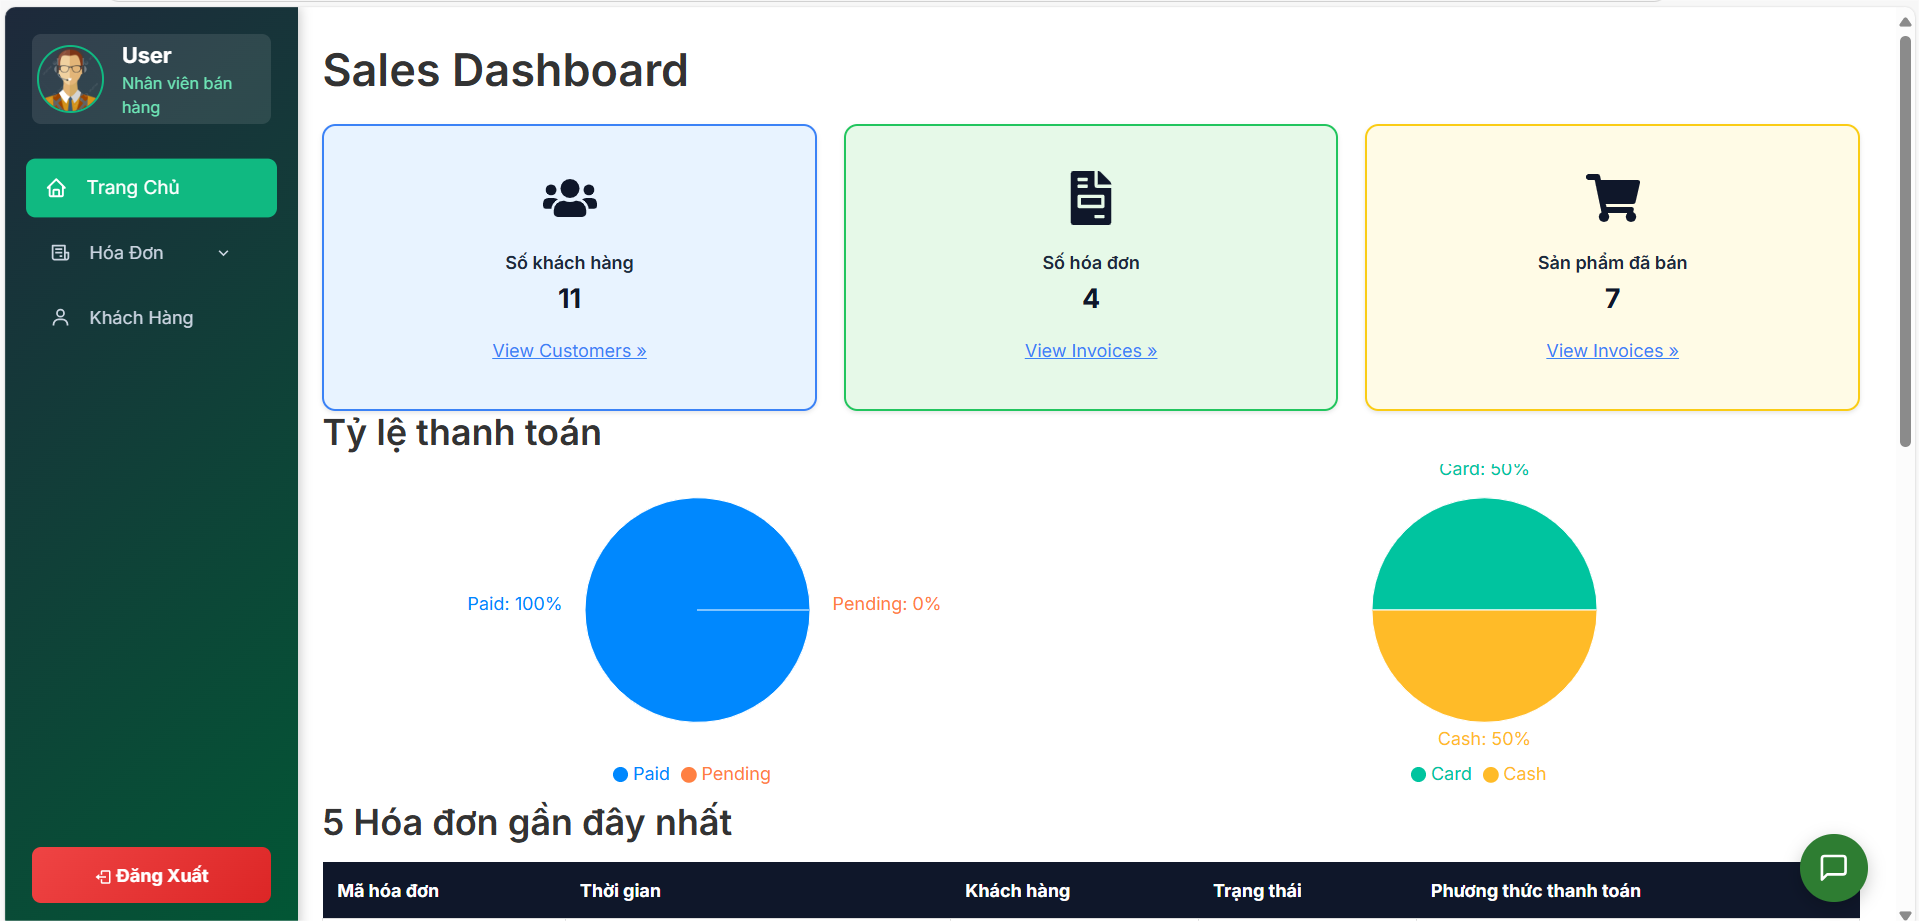 User
Nhân viên bán
hàng
Trang Chủ
Hóa Đơn
Khách Hàng
Đăng Xuất
Sales Dashboard
Số khách hàng
11
View Customers »
Số hóa đơn
4
View Invoices »
Sản phẩm đã bán
7
View Invoices »
Tỷ lệ thanh toán
Paid: 100%
Pending: 0%
Paid Pending
Card: 50%
Cash: 50%
Card Cash
5 Hóa đơn gần đây nhất
Mã hóa đơn Thời gian Khách hàng Trạng thái Phương thức thanh toán